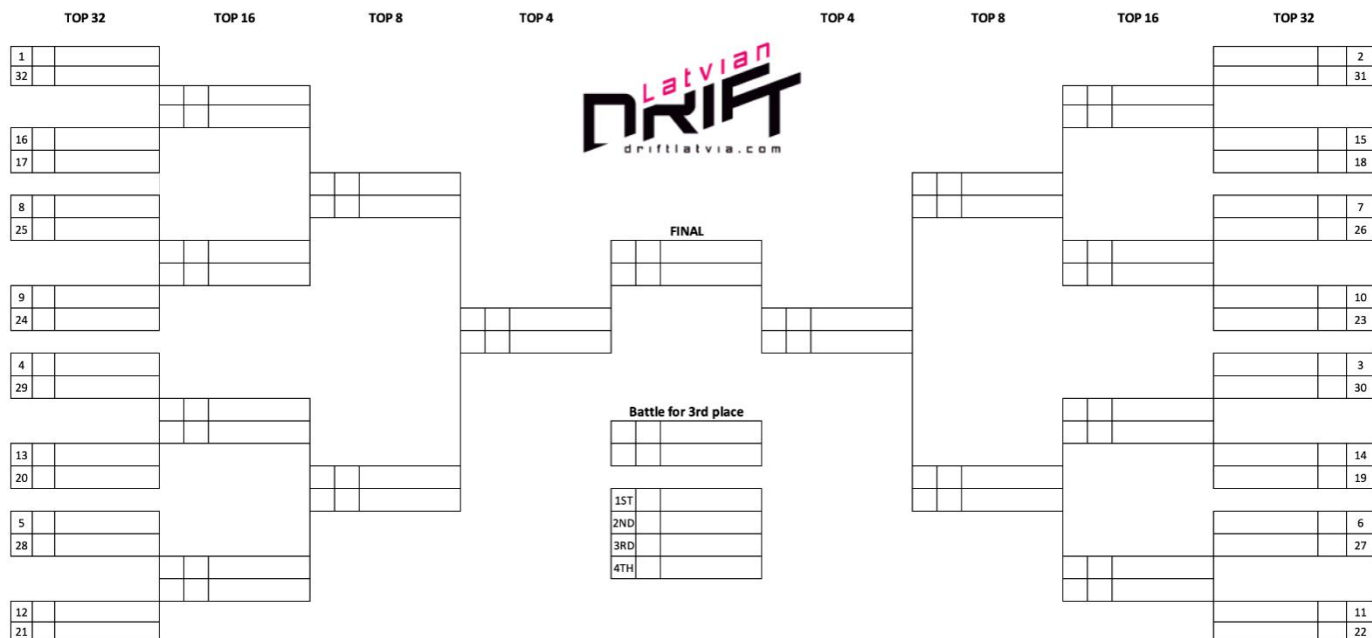 TOP 32 TOP 16 TOP 8 TOP 4 TOP 4 TOP 8 TOP 16 TOP 32
Latvian
DRIFT
driftlatvia.com
1 2
32 31
16 15
17 18
8 7
25 26
FINAL
9 10
24 23
4 3
29 30
Battle for 3rd place
13 14
20 19
1ST
5 2ND 6
28 3RD 27
4TH
12 11
21 22